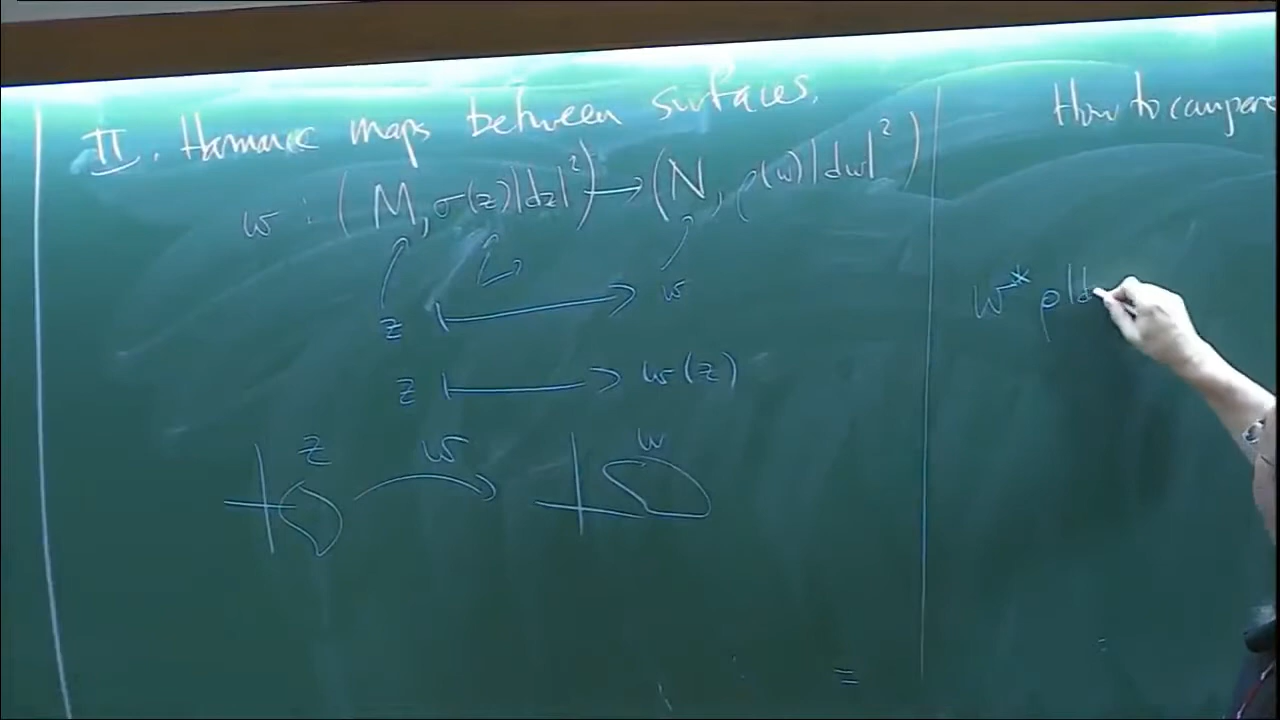 II. Harmonic maps between surfaces.
w : (M, σ(z)|dz|²) → (N, ρ(w)|dw|²)
z ⟼ w
z ⟼ w(z)
z w w
How to compare
w* ρ|d